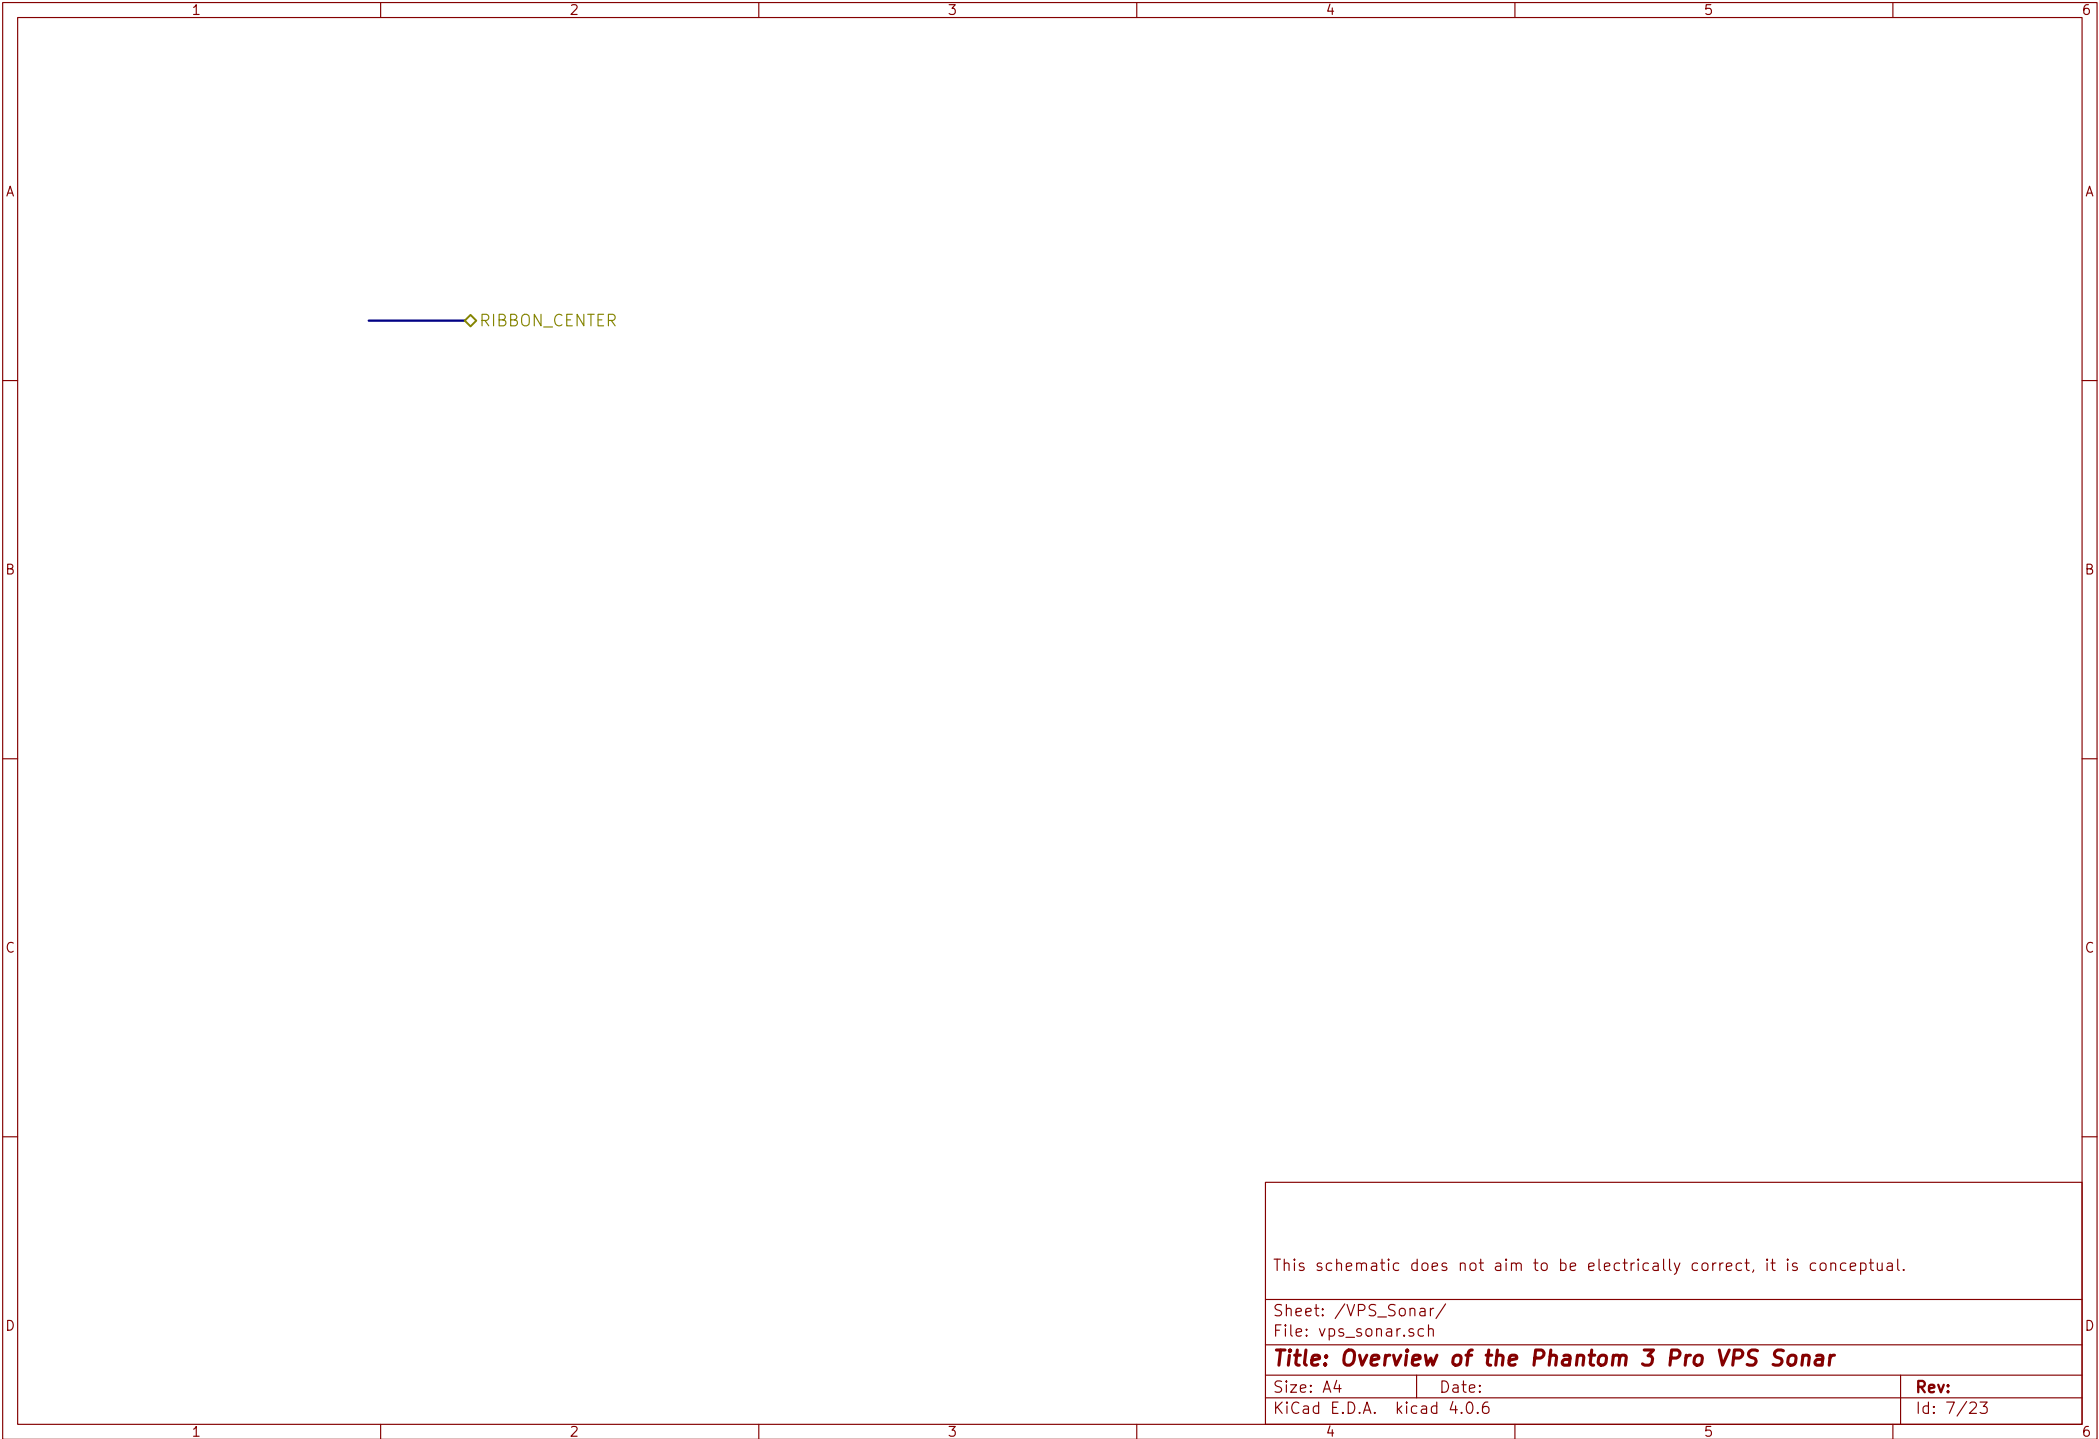 1 2 3 4 5 6
A A
RIBBON_CENTER
B B
C C
This schematic does not aim to be electrically correct, it is conceptual.
Sheet: /VPS_Sonar/
File: vps_sonar.sch
D D
Title: Overview of the Phantom 3 Pro VPS Sonar
Size: A4 Date: Rev:
KiCad E.D.A. kicad 4.0.6 Id: 7/23
1 2 3 4 5 6